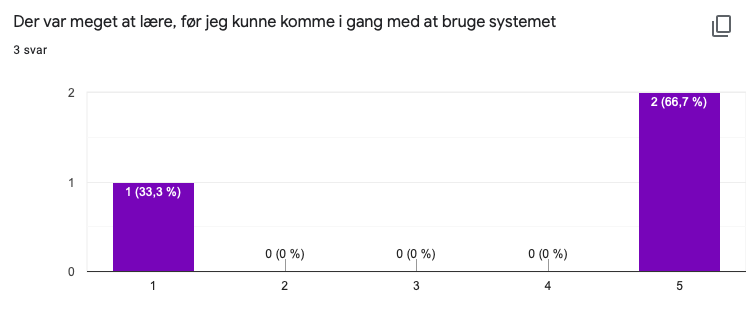 Der var meget at lære, før jeg kunne komme i gang med at bruge systemet
3 svar
2
1
0
1 (33,3 %)
0 (0 %)
0 (0 %)
0 (0 %)
2 (66,7 %)
1
2
3
4
5